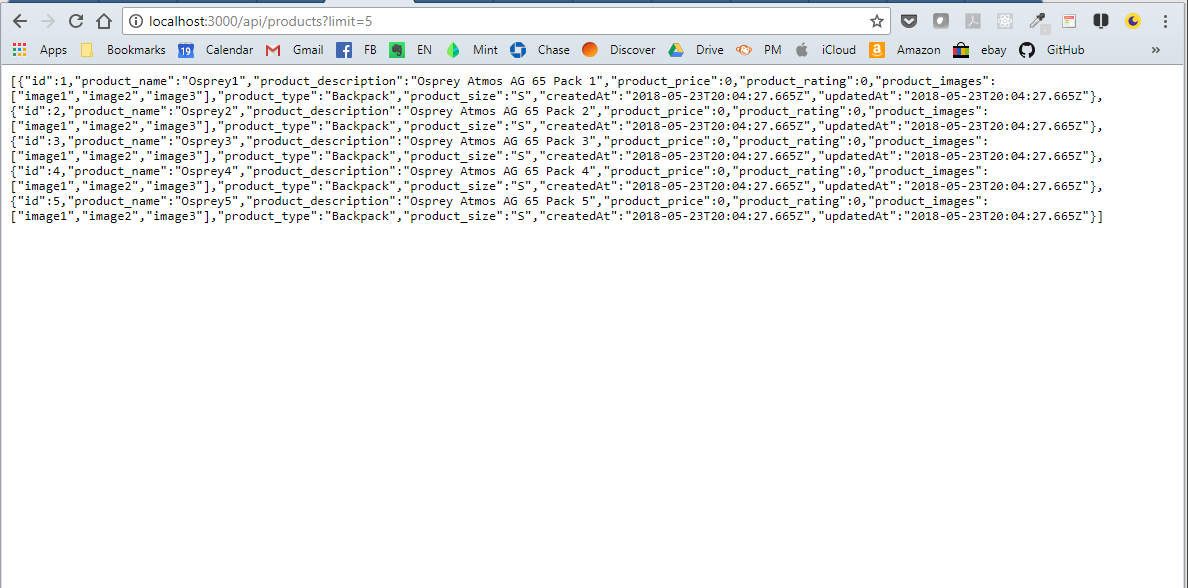 localhost:3000/api/products?limit=5
Apps Bookmarks 19 Calendar Gmail FB EN Mint Chase Discover Drive PM iCloud a Amazon ebay GitHub »
[{"id":1,"product_name":"Osprey1","product_description":"Osprey Atmos AG 65 Pack 1","product_price":0,"product_rating":0,"product_images":
["image1","image2","image3"],"product_type":"Backpack","product_size":"S","createdAt":"2018-05-23T20:04:27.665Z","updatedAt":"2018-05-23T20:04:27.665Z"},
{"id":2,"product_name":"Osprey2","product_description":"Osprey Atmos AG 65 Pack 2","product_price":0,"product_rating":0,"product_images":
["image1","image2","image3"],"product_type":"Backpack","product_size":"S","createdAt":"2018-05-23T20:04:27.665Z","updatedAt":"2018-05-23T20:04:27.665Z"},
{"id":3,"product_name":"Osprey3","product_description":"Osprey Atmos AG 65 Pack 3","product_price":0,"product_rating":0,"product_images":
["image1","image2","image3"],"product_type":"Backpack","product_size":"S","createdAt":"2018-05-23T20:04:27.665Z","updatedAt":"2018-05-23T20:04:27.665Z"},
{"id":4,"product_name":"Osprey4","product_description":"Osprey Atmos AG 65 Pack 4","product_price":0,"product_rating":0,"product_images":
["image1","image2","image3"],"product_type":"Backpack","product_size":"S","createdAt":"2018-05-23T20:04:27.665Z","updatedAt":"2018-05-23T20:04:27.665Z"},
{"id":5,"product_name":"Osprey5","product_description":"Osprey Atmos AG 65 Pack 5","product_price":0,"product_rating":0,"product_images":
["image1","image2","image3"],"product_type":"Backpack","product_size":"S","createdAt":"2018-05-23T20:04:27.665Z","updatedAt":"2018-05-23T20:04:27.665Z"}]